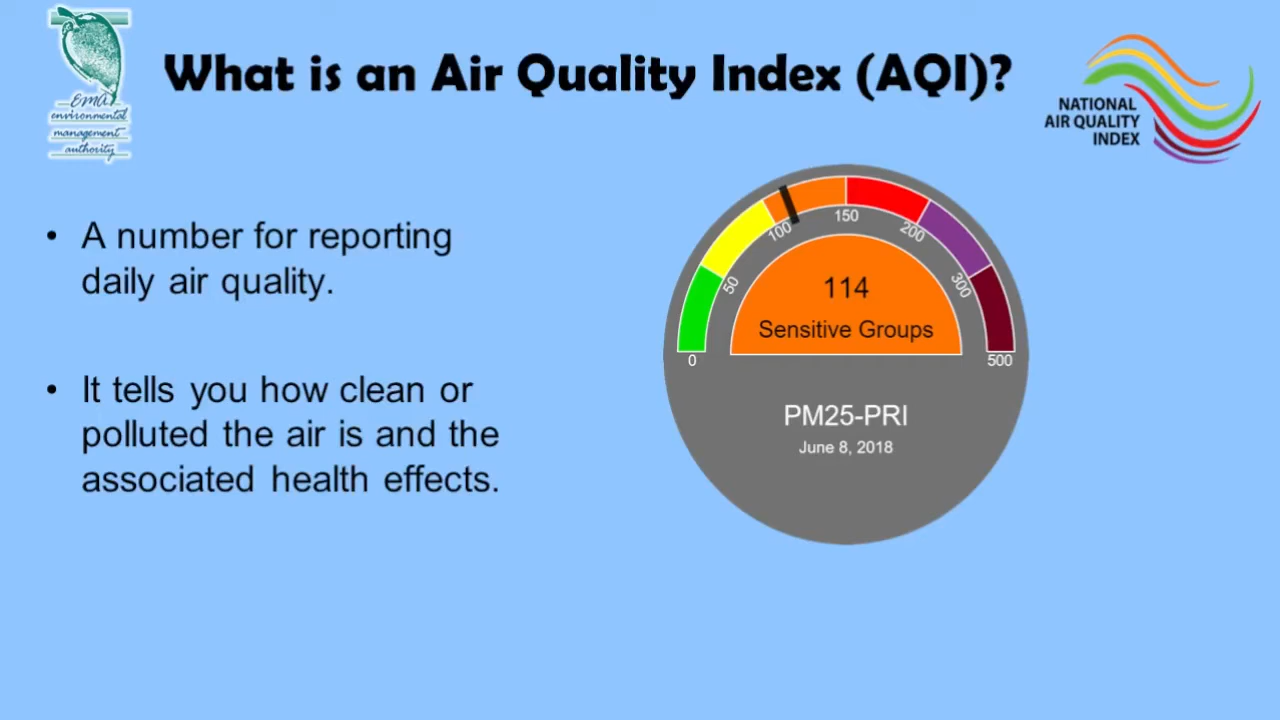 What is an Air Quality Index (AQI)?
EMA
environmental
management
authority
NATIONAL
AIR QUALITY
INDEX
• A number for reporting
daily air quality.
• It tells you how clean or
polluted the air is and the
associated health effects.
0
50
100
150
200
300
500
114
Sensitive Groups
PM25-PRI
June 8, 2018